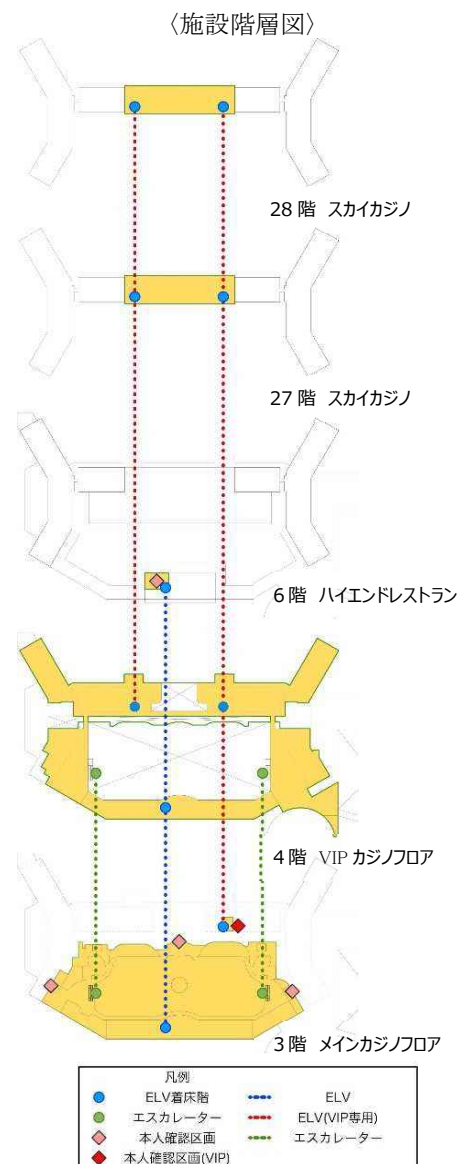 〈施設階層図〉
28 階 スカイカジノ
27 階 スカイカジノ
6 階 ハイエンドレストラン
4 階 VIP カジノフロア
3 階 メインカジノフロア
凡例
ELV着床階 ELV
エスカレーター ELV(VIP専用)
本人確認区画 エスカレーター
本人確認区画(VIP)